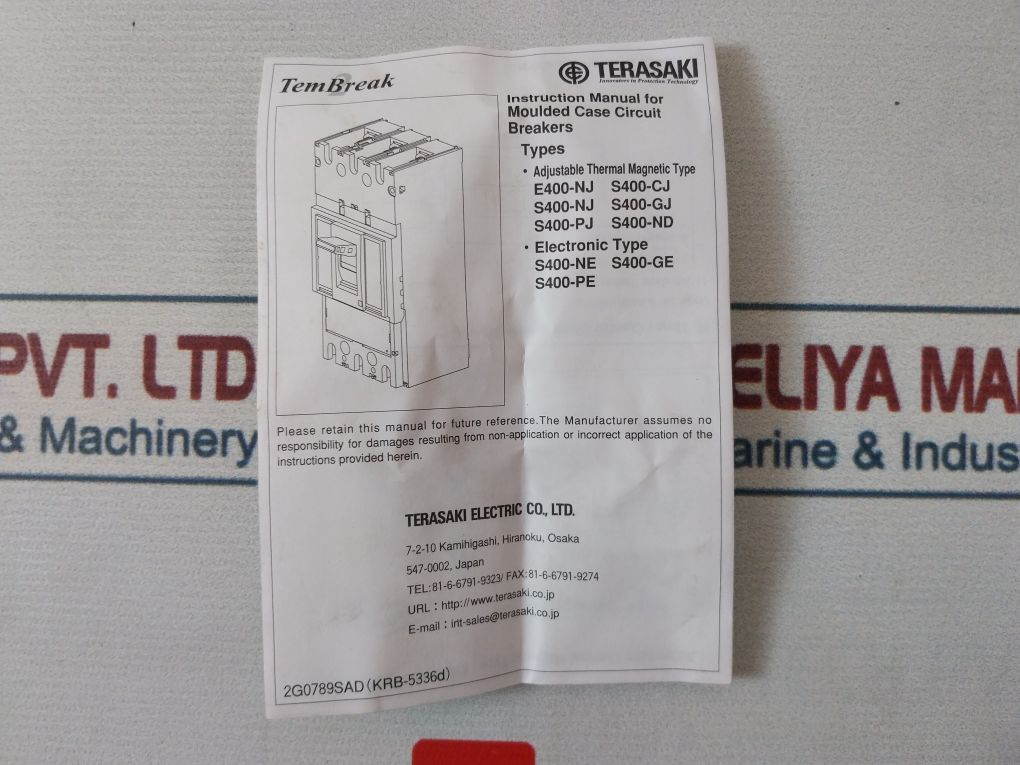 TemBreak 2
TERASAKI
Innovators in Protection Technology
Instruction Manual for
Moulded Case Circuit
Breakers
Types
・Adjustable Thermal Magnetic Type
E400-NJ S400-CJ
S400-NJ S400-GJ
S400-PJ S400-ND
・Electronic Type
S400-NE S400-GE
S400-PE
Please retain this manual for future reference.The Manufacturer assumes no
responsibility for damages resulting from non-application or incorrect application of the
instructions provided herein.
TERASAKI ELECTRIC CO., LTD.
7-2-10 Kamihigashi, Hiranoku, Osaka
547-0002, Japan
TEL:81-6-6791-9323/ FAX:81-6-6791-9274
URL：http://www.terasaki.co.jp
E-mail：int-sales@terasaki.co.jp
2G0789SAD（KRB-5336d）
PVT. LTD
& Machinery
ELIYA MA
arine & Indus